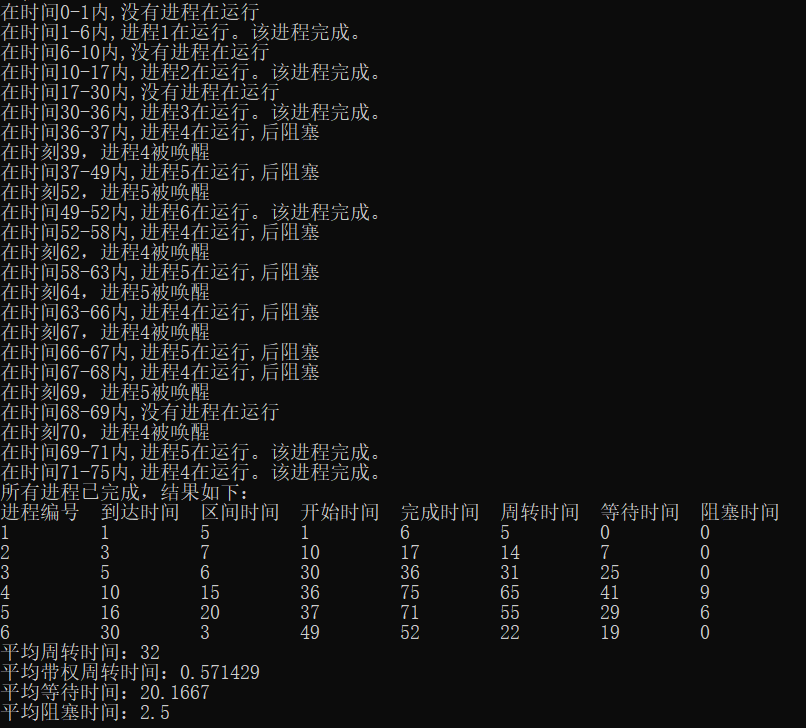 在时间0-1内,没有进程在运行
在时间1-6内,进程1在运行。该进程完成。
在时间6-10内,没有进程在运行
在时间10-17内,进程2在运行。该进程完成。
在时间17-30内,没有进程在运行
在时间30-36内,进程3在运行。该进程完成。
在时间36-37内,进程4在运行,后阻塞
在时刻39，进程4被唤醒
在时间37-49内,进程5在运行,后阻塞
在时刻52，进程5被唤醒
在时间49-52内,进程6在运行。该进程完成。
在时间52-58内,进程4在运行,后阻塞
在时刻62，进程4被唤醒
在时间58-63内,进程5在运行,后阻塞
在时刻64，进程5被唤醒
在时间63-66内,进程4在运行,后阻塞
在时刻67，进程4被唤醒
在时间66-67内,进程5在运行,后阻塞
在时间67-68内,进程4在运行,后阻塞
在时刻69，进程5被唤醒
在时间68-69内,没有进程在运行
在时刻70，进程4被唤醒
在时间69-71内,进程5在运行。该进程完成。
在时间71-75内,进程4在运行。该进程完成。
所有进程已完成，结果如下：
进程编号 到达时间 区间时间 开始时间 完成时间 周转时间 等待时间 阻塞时间
1 1 5 1 6 5 0 0
2 3 7 10 17 14 7 0
3 5 6 30 36 31 25 0
4 10 15 36 75 65 41 9
5 16 20 37 71 55 29 6
6 30 3 49 52 22 19 0
平均周转时间：32
平均带权周转时间：0.571429
平均等待时间：20.1667
平均阻塞时间：2.5